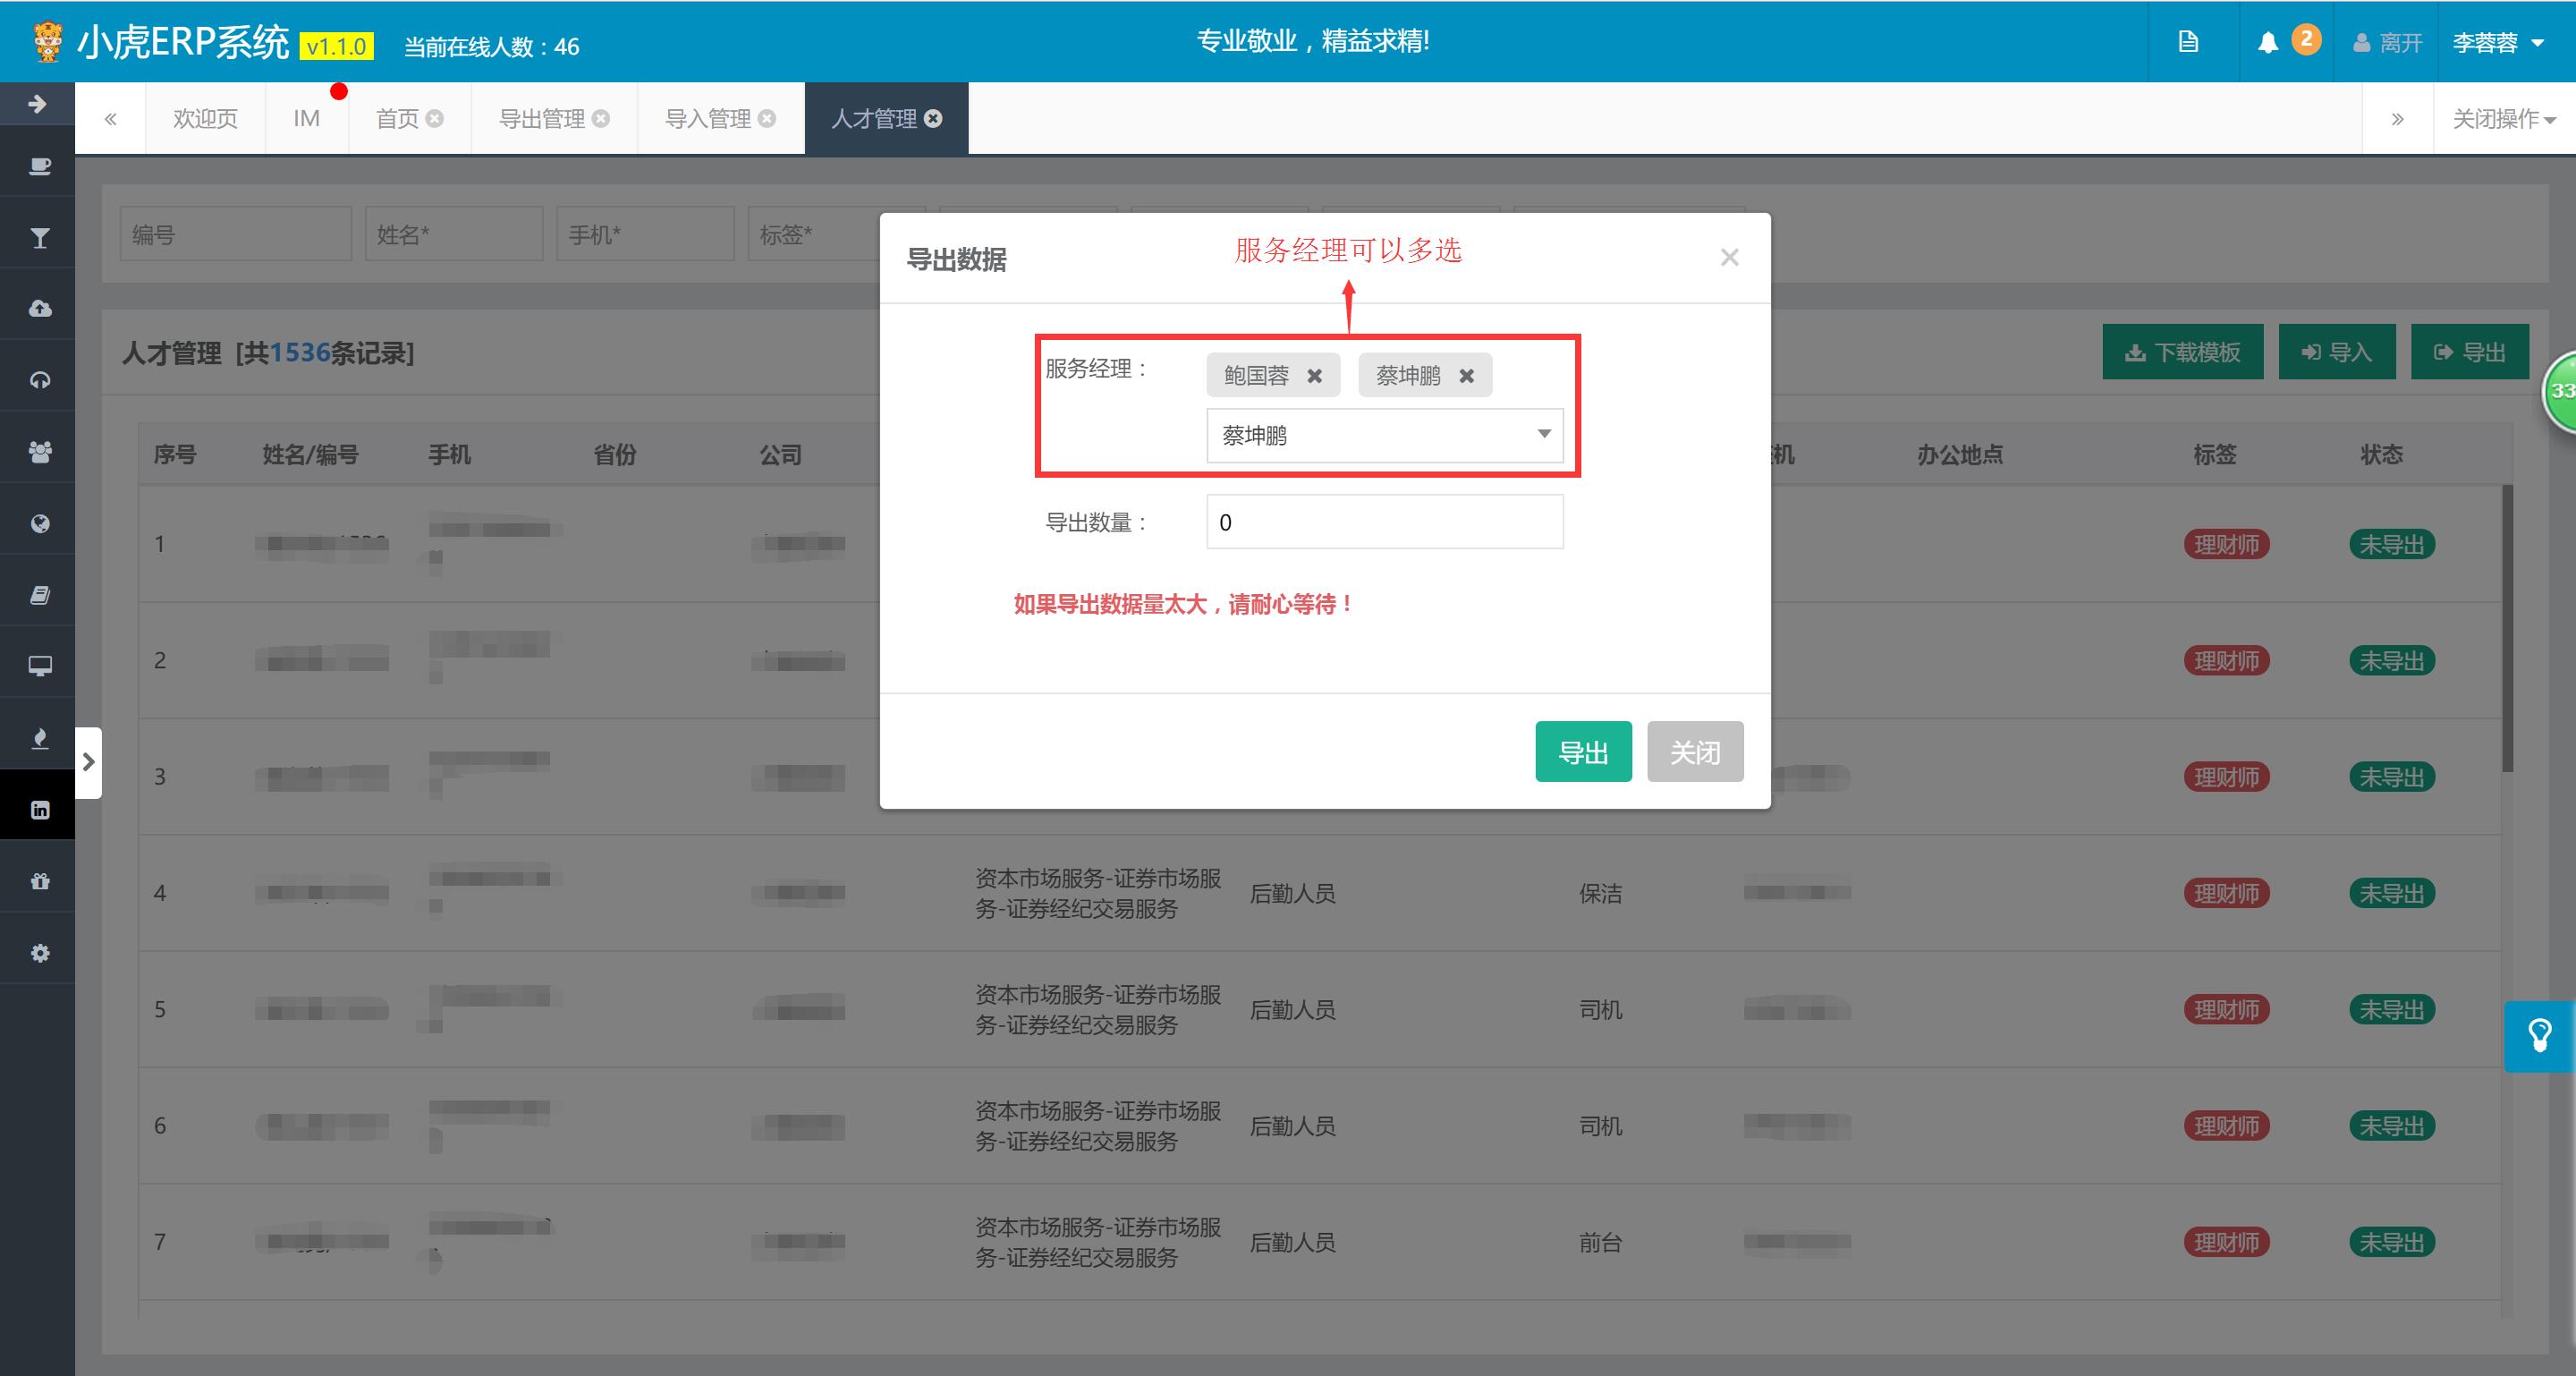 小虎ERP系统 v1.1.0 当前在线人数：46 专业敬业，精益求精! 2 离开 李蓉蓉
欢迎页 IM 首页 导出管理 导入管理 人才管理 关闭操作
编号 姓名* 手机* 标签*
导出数据 服务经理可以多选
人才管理 [共1536条记录] 下载模板 导入 导出
服务经理： 鲍国蓉 蔡坤鹏
33
蔡坤鹏
序号 姓名/编号 手机 省份 公司 机 办公地点 标签 状态
导出数量： 0
1 理财师 未导出
如果导出数据量太大，请耐心等待！
2 理财师 未导出
导出 关闭
3 理财师 未导出
4 资本市场服务-证券市场服 后勤人员 保洁 理财师 未导出
务-证券经纪交易服务
5 资本市场服务-证券市场服 后勤人员 司机 理财师 未导出
务-证券经纪交易服务
6 资本市场服务-证券市场服 后勤人员 司机 理财师 未导出
务-证券经纪交易服务
7 资本市场服务-证券市场服 后勤人员 前台 理财师 未导出
务-证券经纪交易服务